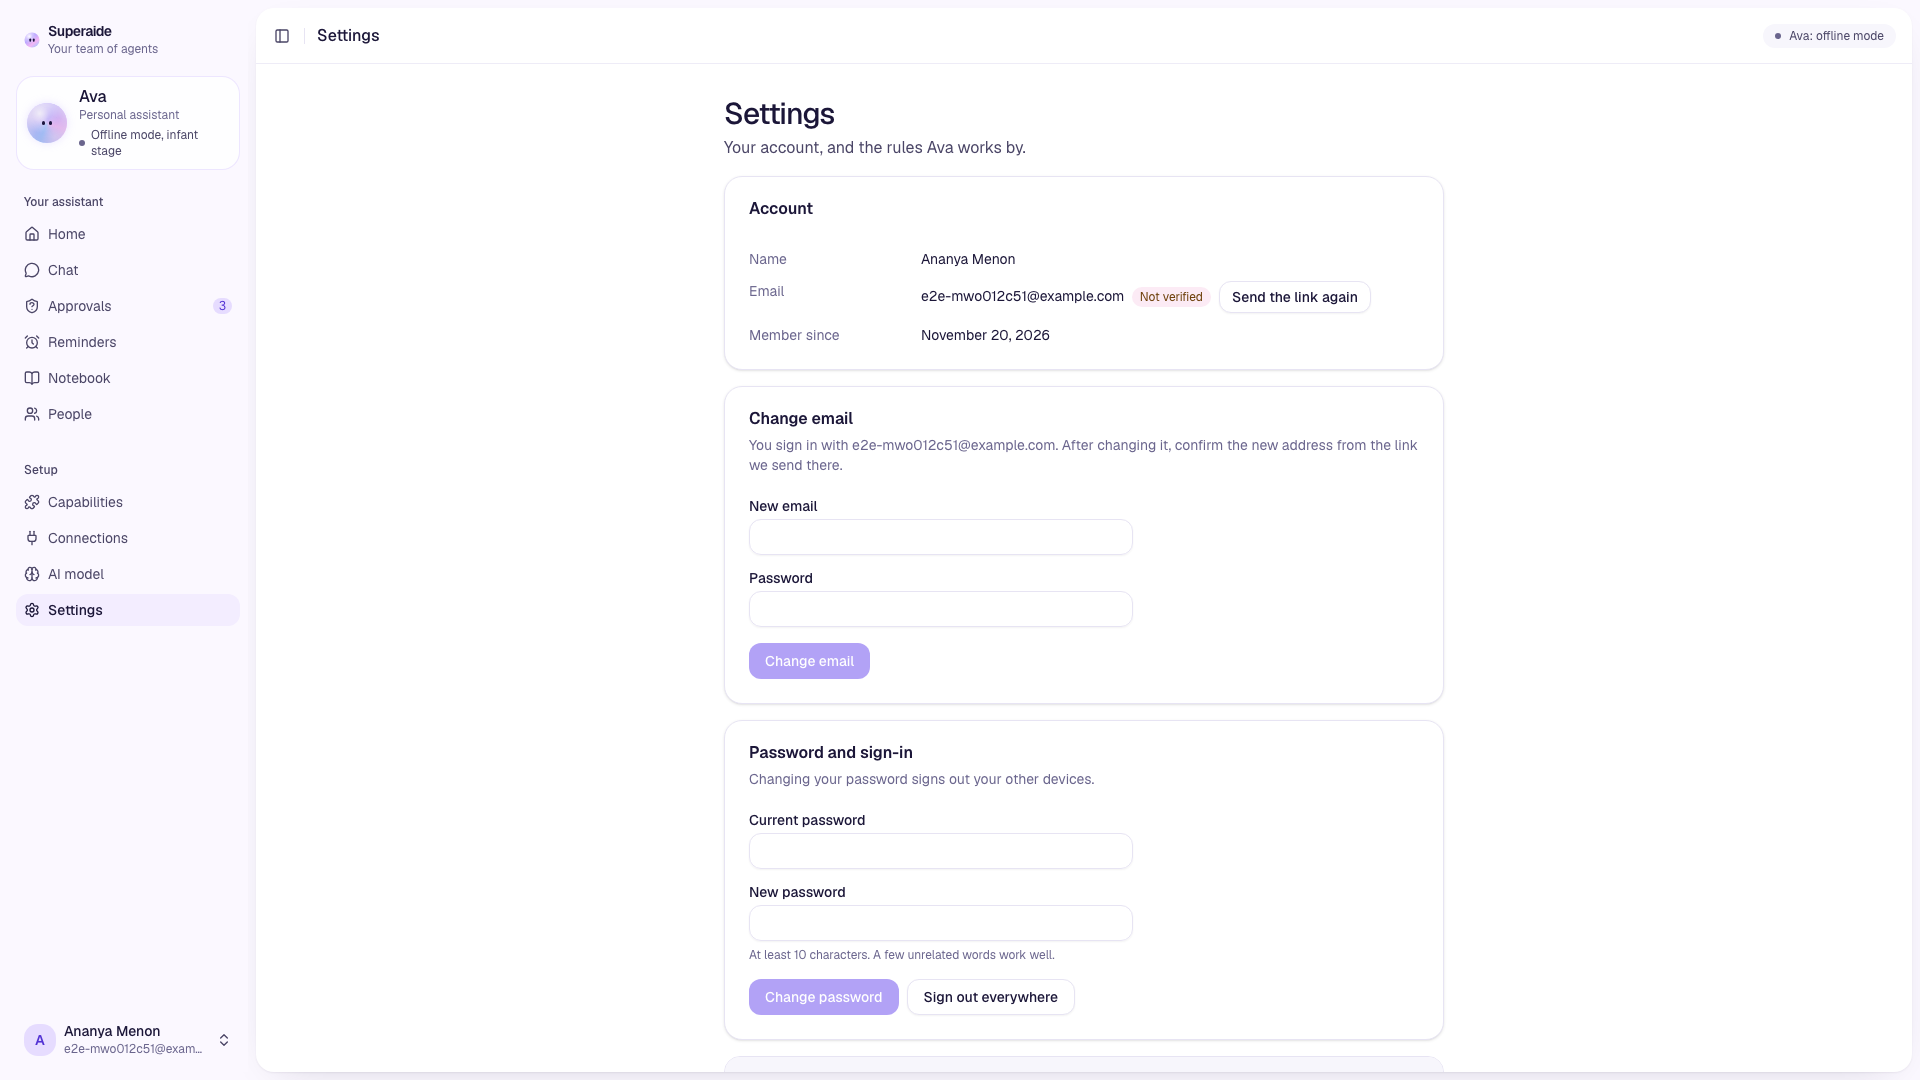 Superaide
Your team of agents
Ava
Personal assistant
Offline mode, infant
stage
Your assistant
Home
Chat
Approvals
3
Reminders
Notebook
People
Setup
Capabilities
Connections
AI model
Settings
A
Ananya Menon
e2e-mwo012c51@exam...
Settings
Ava: offline mode
Settings
Your account, and the rules Ava works by.
Account
Name
Ananya Menon
Email
e2e-mwo012c51@example.com
Not verified
Send the link again
Member since
November 20, 2026
Change email
You sign in with e2e-mwo012c51@example.com. After changing it, confirm the new address from the link
we send there.
New email
Password
Change email
Password and sign-in
Changing your password signs out your other devices.
Current password
New password
At least 10 characters. A few unrelated words work well.
Change password
Sign out everywhere